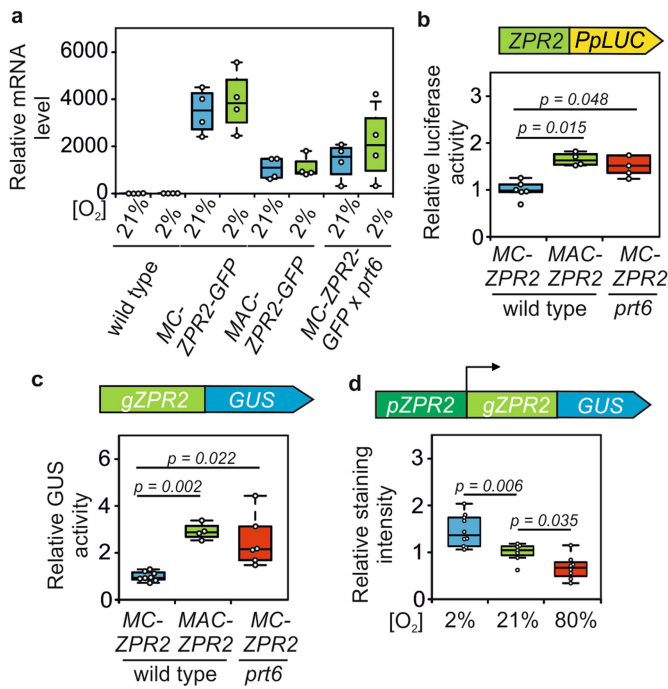 a
Relative mRNA
level
6000
4000
2000
0
[O₂]
21%
2%
21%
2%
21%
2%
21%
2%
wild type
MC-
ZPR2-GFP
MAC-
ZPR2-GFP
MC-ZPR2-
GFP x prt6
b
ZPR2 PpLUC
Relative luciferase
activity
3
2
1
0
p = 0.048
p = 0.015
MC- MAC- MC-
ZPR2 ZPR2 ZPR2
wild type prt6
c
gZPR2 GUS
Relative GUS
activity
6
4
2
0
p = 0.022
p = 0.002
MC- MAC- MC-
ZPR2 ZPR2 ZPR2
wild type prt6
d
pZPR2 gZPR2 GUS
Relative staining
intensity
3
2
1
0
p = 0.006
p = 0.035
[O₂] 2% 21% 80%